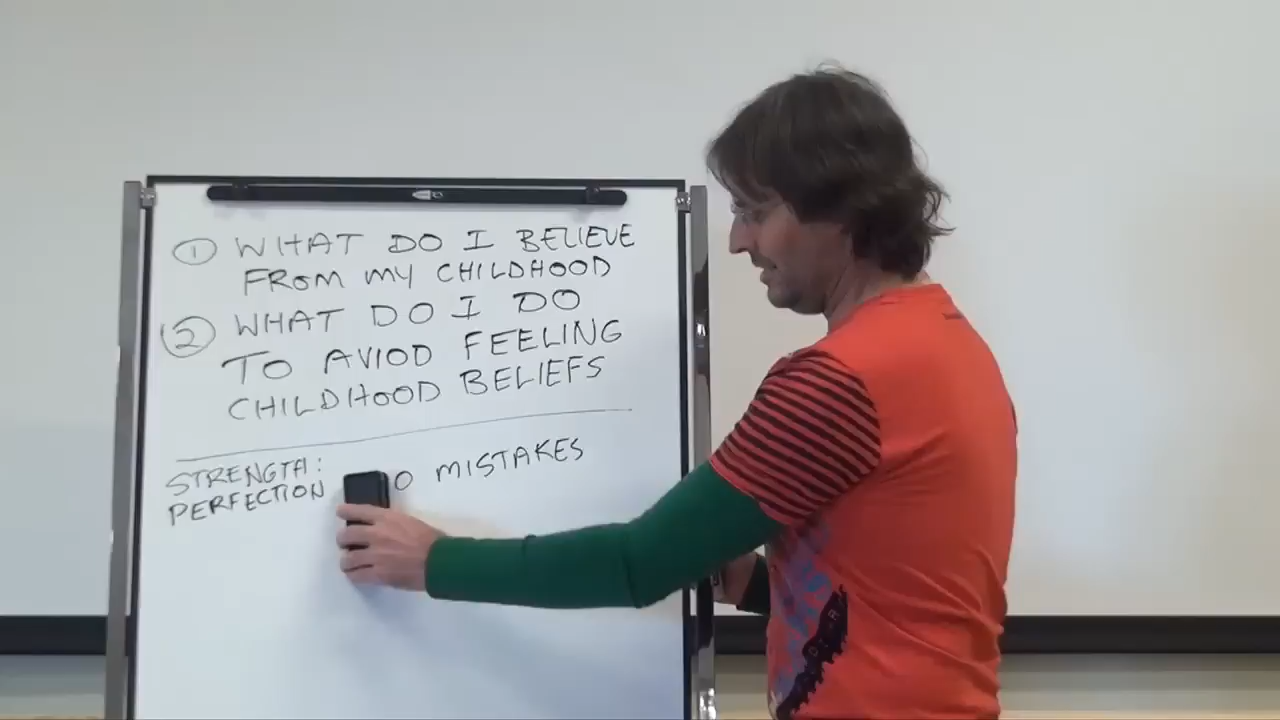 ① WHAT DO I BELIEVE
FROM MY CHILDHOOD
② WHAT DO I DO
TO AVIOD FEELING
CHILDHOOD BELIEFS
STRENGTH:
PERFECTION
MISTAKES